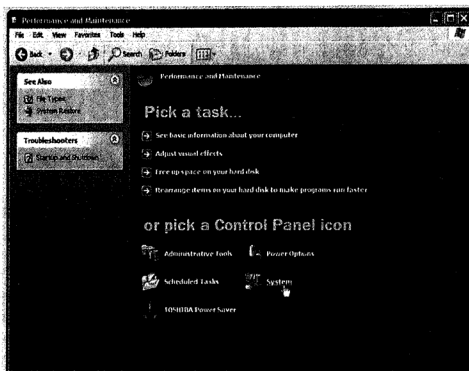 Performance and Maintenance
File Edit View Favorites Tools Help
Back Search Folders
See Also
File Types
System Restore
Troubleshooters
Startup and Shutdown
Performance and Maintenance
Pick a task...
See basic information about your computer
Adjust visual effects
Free up space on your hard disk
Rearrange items on your hard disk to make programs run faster
or pick a Control Panel icon
Administrative Tools Power Options
Scheduled Tasks System
TOSHIBA Power Saver